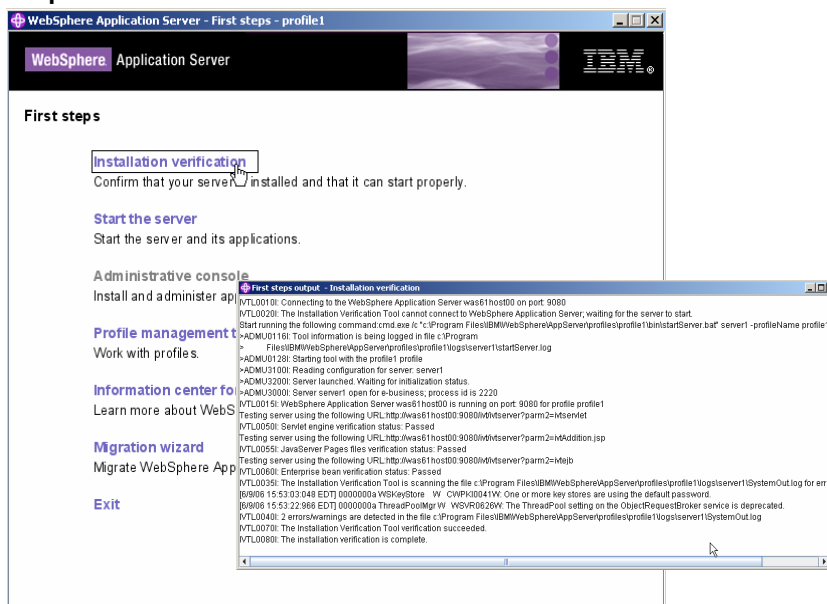 WebSphere Application Server - First steps - profile1
WebSphere Application Server
IBM
First steps
Installation verification
Confirm that your server installed and that it can start properly.
Start the server
Start the server and its applications.
Administrative console
Install and administer
Profile management
Work with profiles.
Information center
Learn more about
Migration wizard
Migrate WebSphere
Exit
First steps output - Installation verification
IVTL0010I: Connecting to the WebSphere Application Server was61host00 on port: 9080
IVTL0020I: The Installation Verification Tool cannot connect to WebSphere Application Server; waiting for the server to start.
Start running the following command:cmd.exe /c "c:\Program Files\IBM\WebSphere\AppServer\profiles\profile1\bin\startServer.bat" server1 -profileName profile1
>ADMU0116I: Tool information is being logged in file c:\Program
> Files\IBM\WebSphere\AppServer\profiles\profile1\logs\server1\startServer.log
>ADMU0128I: Starting tool with the profile1 profile
>ADMU3100I: Reading configuration for server: server1
>ADMU3200I: Server launched. Waiting for initialization status.
>ADMU3000I: Server server1 open for e-business; process id is 2220
IVTL0015I: WebSphere Application Server was61host00 is running on port: 9080 for profile profile1
Testing server using the following URL:http://was61host00:9080/ivt/ivtserver?parm2=ivtservlet
IVTL0050I: Servlet engine verification status: Passed
Testing server using the following URL:http://was61host00:9080/ivt/ivtserver?parm2=ivtAddition.jsp
IVTL0055I: JavaServer Pages files verification status: Passed
Testing server using the following URL:http://was61host00:9080/ivt/ivtserver?parm2=ivtejb
IVTL0060I: Enterprise bean verification status: Passed
IVTL0035I: The Installation Verification Tool is scanning the file c:\Program Files\IBM\WebSphere\AppServer\profiles\profile1\logs\server1\SystemOut.log for err
[6/9/06 15:53:03:048 EDT] 0000000a WSKeyStore W CWPKI0041W: One or more key stores are using the default password.
[6/9/06 15:53:22:966 EDT] 0000000a ThreadPoolMgr W WSVR0626W: The ThreadPool setting on the ObjectRequestBroker service is deprecated.
IVTL0040I: 2 errors/warnings are detected in the file c:\Program Files\IBM\WebSphere\AppServer\profiles\profile1\logs\server1\SystemOut.log
IVTL0070I: The Installation Verification Tool verification succeeded.
IVTL0080I: The installation verification is complete.